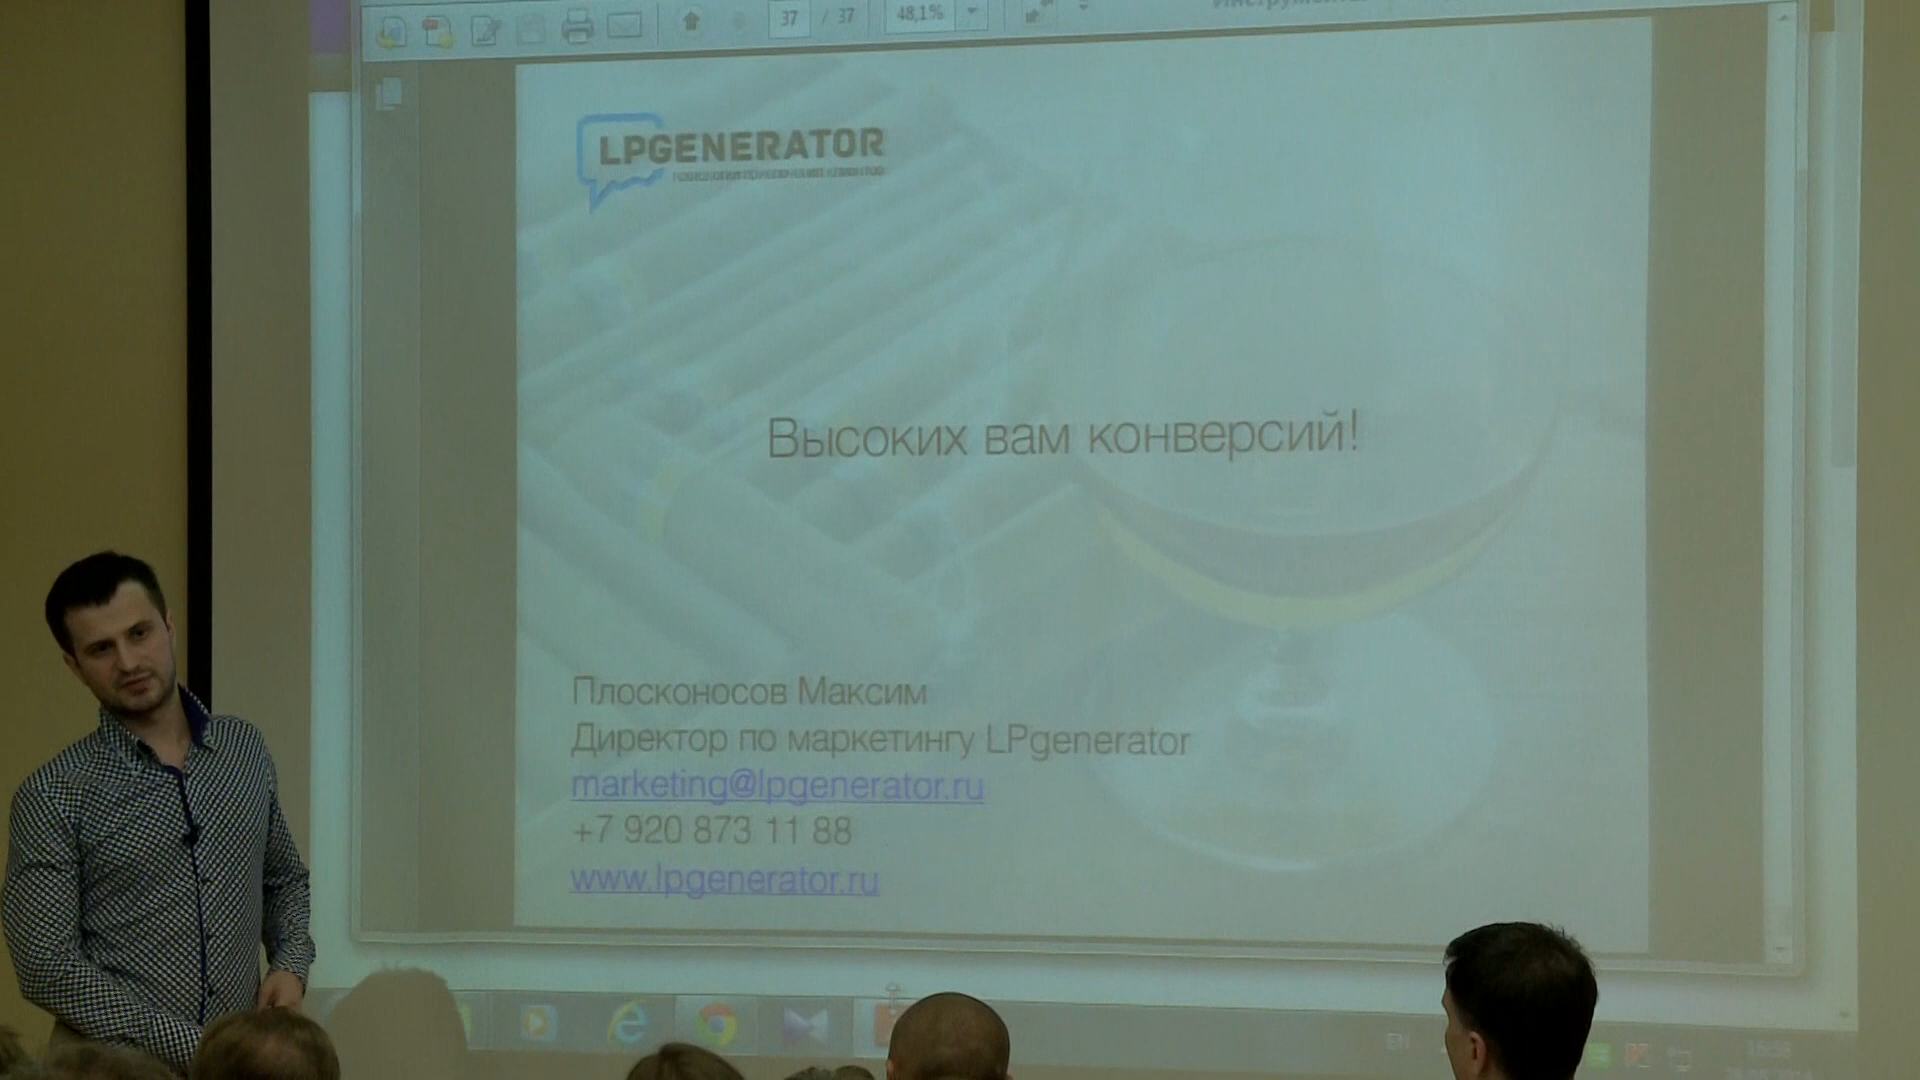 37 / 37 48,1%
LPGENERATOR
Высоких вам конверсий!
Плосконосов Максим
Директор по маркетингу LPgenerator
marketing@lpgenerator.ru
+7 920 873 11 88
www.lpgenerator.ru
EN